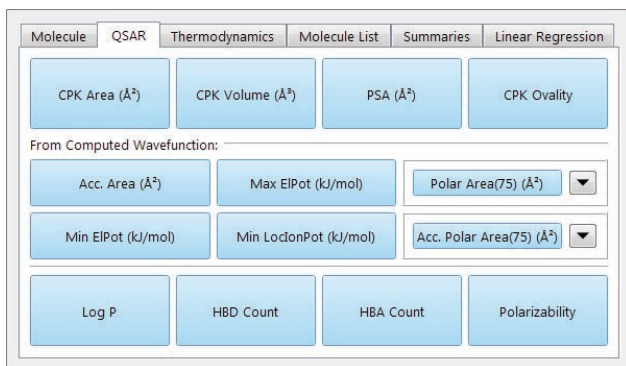 Molecule QSAR Thermodynamics Molecule List Summaries Linear Regression
CPK Area (Å²) CPK Volume (Å³) PSA (Å²) CPK Ovality
From Computed Wavefunction:
Acc. Area (Å²) Max ElPot (kJ/mol) Polar Area(75) (Å²)
Min ElPot (kJ/mol) Min LocIonPot (kJ/mol) Acc. Polar Area(75) (Å²)
Log P HBD Count HBA Count Polarizability